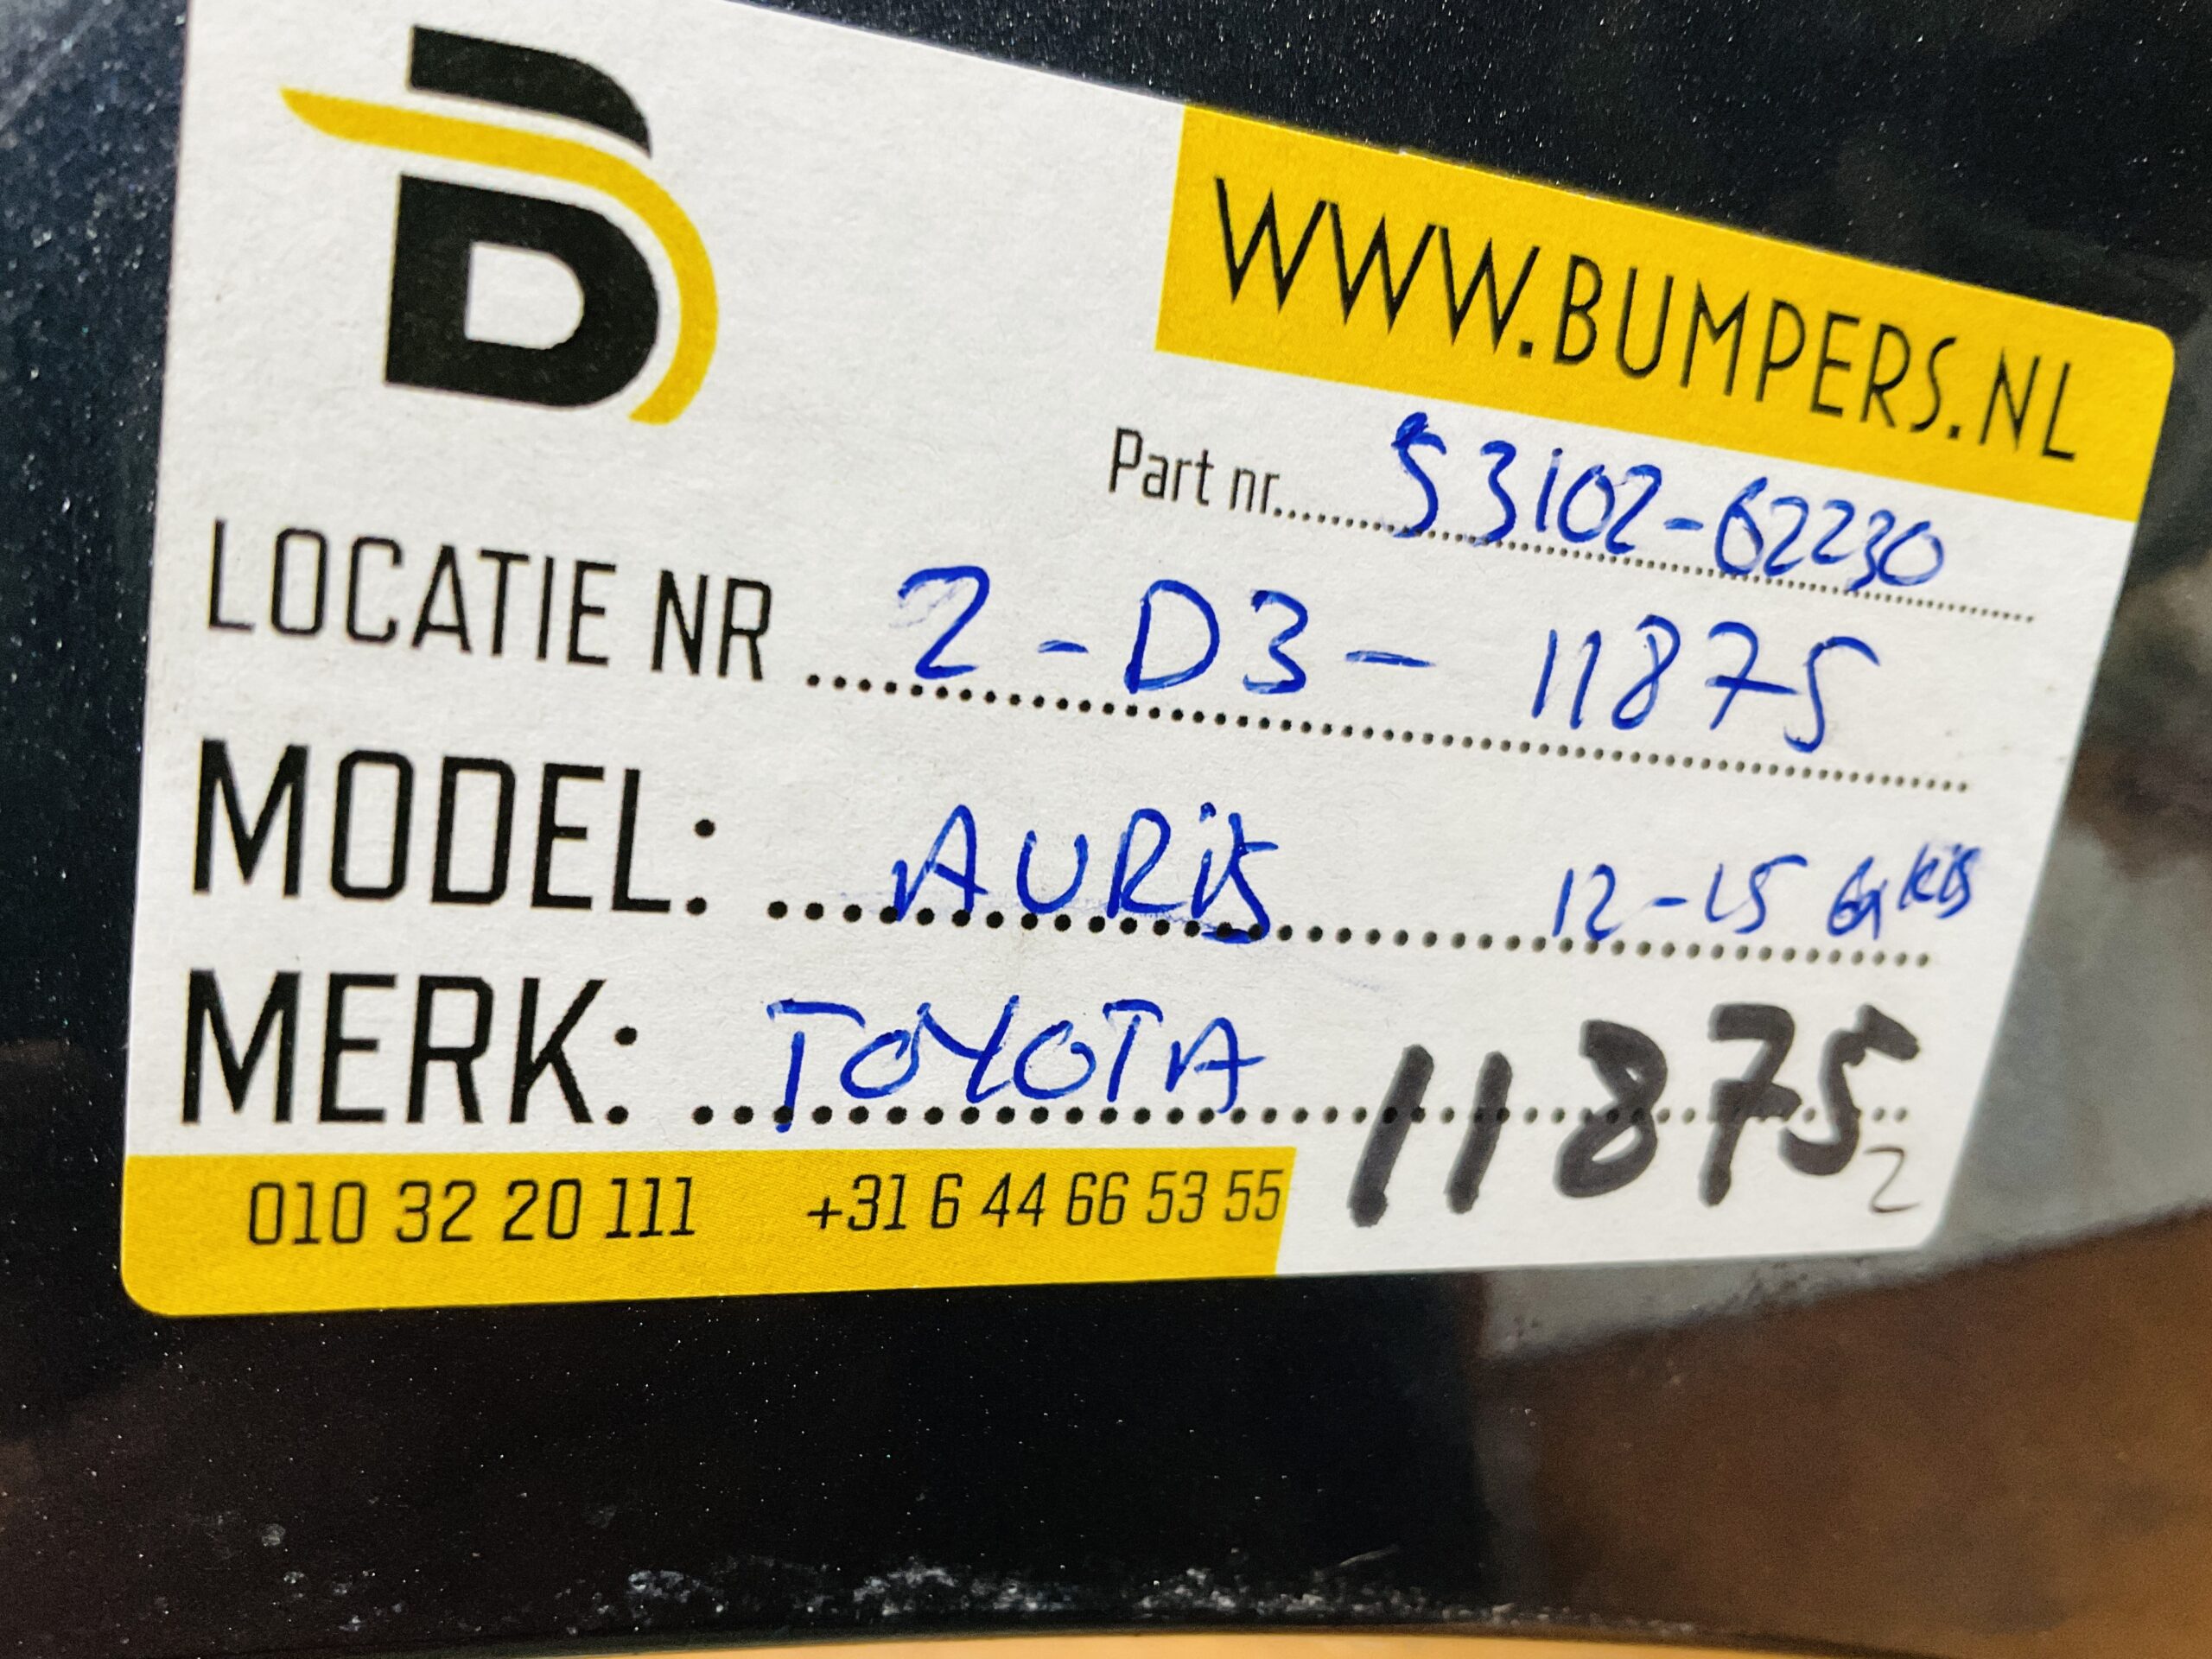 B
WWW.BUMPERS.NL
Part nr. 53102-62230
LOCATIE NR 2-D3- 11875
MODEL: AURiS 12-15
MERK: TOYOTA 11875
2
010 32 20 111 +31 6 44 66 53 55